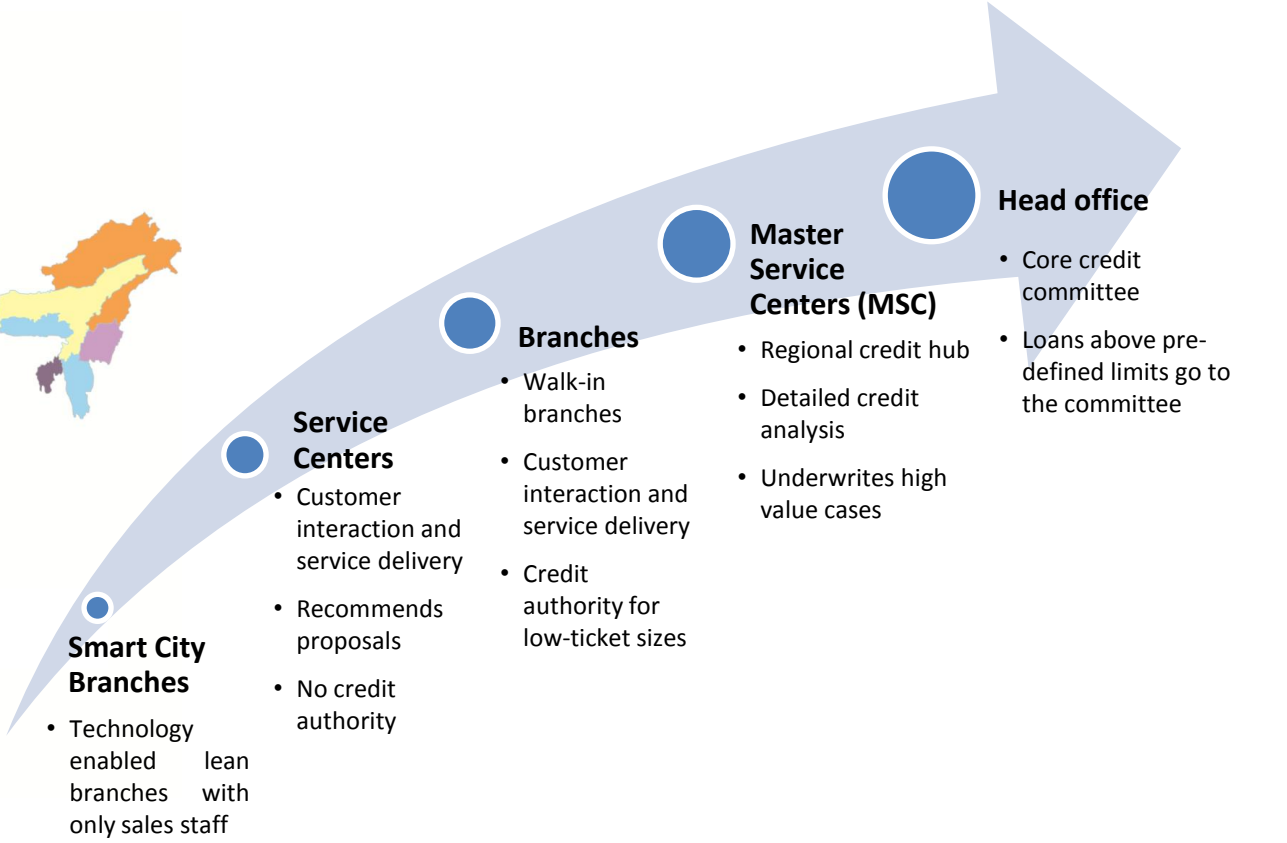 Smart City
Branches
• Technology
enabled lean
branches with
only sales staff
Service
Centers
• Customer
interaction and
service delivery
• Recommends
proposals
• No credit
authority
Branches
• Walk-in
branches
• Customer
interaction and
service delivery
• Credit
authority for
low-ticket sizes
Master
Service
Centers (MSC)
• Regional credit hub
• Detailed credit
analysis
• Underwrites high
value cases
Head office
• Core credit
committee
• Loans above pre-
defined limits go to
the committee